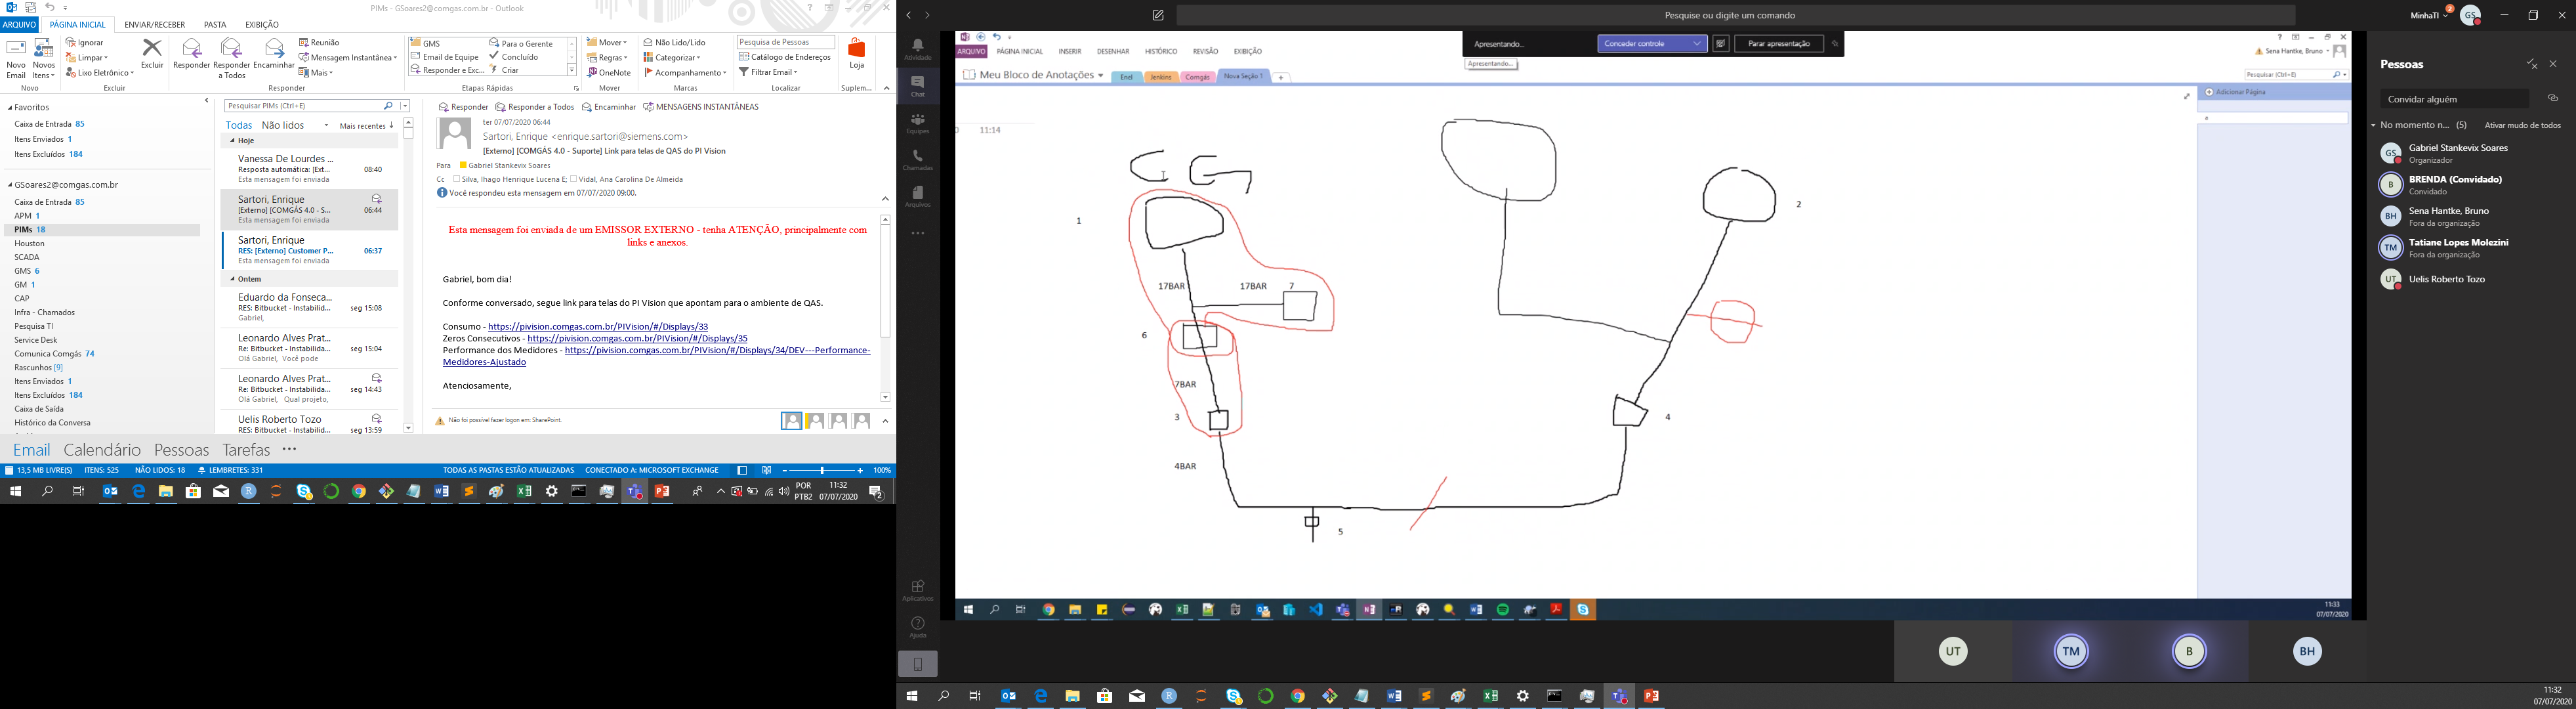 PIMs - GSoares2@comgas.com.br - Outlook
ARQUIVO PÁGINA INICIAL ENVIAR/RECEBER PASTA EXIBIÇÃO
Novo Email
Novos Itens
Novo
Ignorar
Limpar
Lixo Eletrônico
Excluir
Excluir
Responder
Responder a Todos
Encaminhar
Reunião
Mensagem Instantânea
Mais
Responder
GMS
Email de Equipe
Responder e Exc...
Para o Gerente
Concluído
Criar
Etapas Rápidas
Mover
Regras
OneNote
Mover
Não Lido/Lido
Categorizar
Acompanhamento
Marcas
Pesquisa de Pessoas
Catálogo de Endereços
Filtrar Email
Localizar
Loja
Suplem...
Favoritos
Caixa de Entrada 85
Itens Enviados 1
Itens Excluídos 184
GSoares2@comgas.com.br
Caixa de Entrada 85
APM 1
PIMs 18
Houston
SCADA
GMS 6
GM 1
CAP
Infra - Chamados
Pesquisa TI
Service Desk
Comunica Comgás 74
Rascunhos [9]
Itens Enviados 1
Itens Excluídos 184
Caixa de Saída
Histórico da Conversa
Pesquisar PIMs (Ctrl+E)
Todas Não lidos Mais recentes
Hoje
Vanessa De Lourdes ...
Resposta automática: [Ext... 08:40
Esta mensagem foi enviada
Sartori, Enrique
[Externo] [COMGÁS 4.0 - S... 06:44
Esta mensagem foi enviada
Sartori, Enrique
RES: [Externo] Customer P... 06:37
Esta mensagem foi enviada
Ontem
Eduardo da Fonseca...
RES: Bitbucket - Instabilid... seg 15:08
Gabriel,
Leonardo Alves Prat...
Re: Bitbucket - Instabilida... seg 15:04
Olá Gabriel, Você pode
Leonardo Alves Prat...
Re: Bitbucket - Instabilida... seg 14:43
Olá Gabriel, Qual projeto,
Uelis Roberto Tozo
RES: Bitbucket - Instabilid... seg 13:59
Responder Responder a Todos Encaminhar MENSAGENS INSTANTÂNEAS
ter 07/07/2020 06:44
Sartori, Enrique <enrique.sartori@siemens.com>
[Externo] [COMGÁS 4.0 - Suporte] Link para telas de QAS do PI Vision
Para Gabriel Stankevix Soares
Cc Silva, Ihago Henrique Lucena E; Vidal, Ana Carolina De Almeida
Você respondeu esta mensagem em 07/07/2020 09:00.
Esta mensagem foi enviada de um EMISSOR EXTERNO - tenha ATENÇÃO, principalmente com
links e anexos.
Gabriel, bom dia!
Conforme conversado, segue link para telas do PI Vision que apontam para o ambiente de QAS.
Consumo - https://pivision.comgas.com.br/PIVision/#/Displays/33
Zeros Consecutivos - https://pivision.comgas.com.br/PIVision/#/Displays/35
Performance dos Medidores - https://pivision.comgas.com.br/PIVision/#/Displays/34/DEV---Performance-
Medidores-Ajustado
Atenciosamente,
Não foi possível fazer logon em: SharePoint.
Email Calendário Pessoas Tarefas ...
13,5 MB LIVRE(S) ITENS: 525 NÃO LIDOS: 18 LEMBRETES: 331 TODAS AS PASTAS ESTÃO ATUALIZADAS CONECTADO A: MICROSOFT EXCHANGE 100%
POR PTB2
11:32
07/07/2020
Pesquise ou digite um comando
MinhaTI
GS
Atividade
Chat
Equipes
Chamadas
Arquivos
Aplicativos
Ajuda
ARQUIVO PÁGINA INICIAL INSERIR DESENHAR HISTÓRICO REVISÃO EXIBIÇÃO
Apresentando... Conceder controle Parar apresentação
Apresentando...
Sena Hantke, Bruno
Meu Bloco de Anotações Enel Jenkins Comgás Nova Seção 1
Pesquisar (Ctrl+E)
Adicionar Página
11:14
1
2
17BAR 17BAR 7
6
7BAR
3
4
4BAR
5
11:33
07/07/2020
Pessoas
Convidar alguém
No momento n... (5) Ativar mudo de todos
GS Gabriel Stankevix Soares
Organizador
B BRENDA (Convidado)
Convidado
BH Sena Hantke, Bruno
Fora da organização
TM Tatiane Lopes Molezini
Fora da organização
UT Uelis Roberto Tozo
UT TM B BH
11:32
07/07/2020